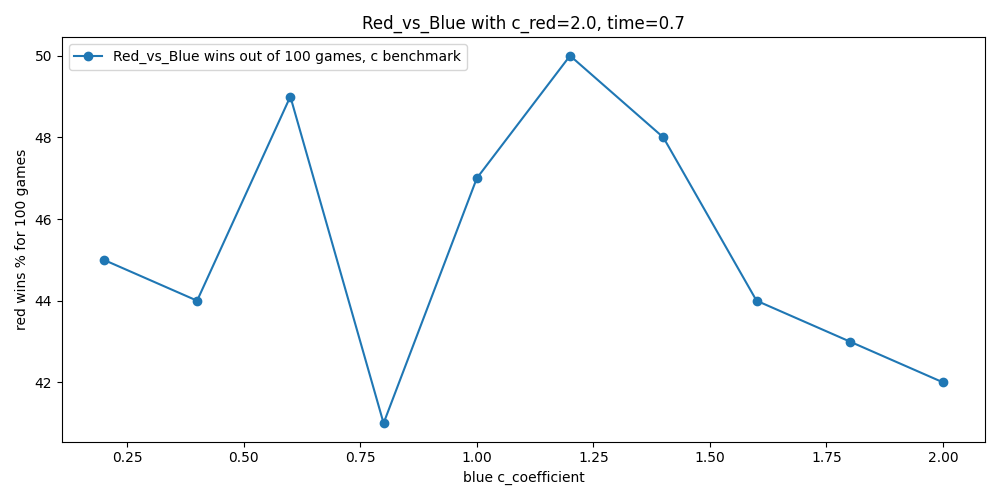 Red_vs_Blue with c_red=2.0, time=0.7
Red_vs_Blue wins out of 100 games, c benchmark
red wins % for 100 games
50
48
46
44
42
0.25 0.50 0.75 1.00 1.25 1.50 1.75 2.00
blue c_coefficient